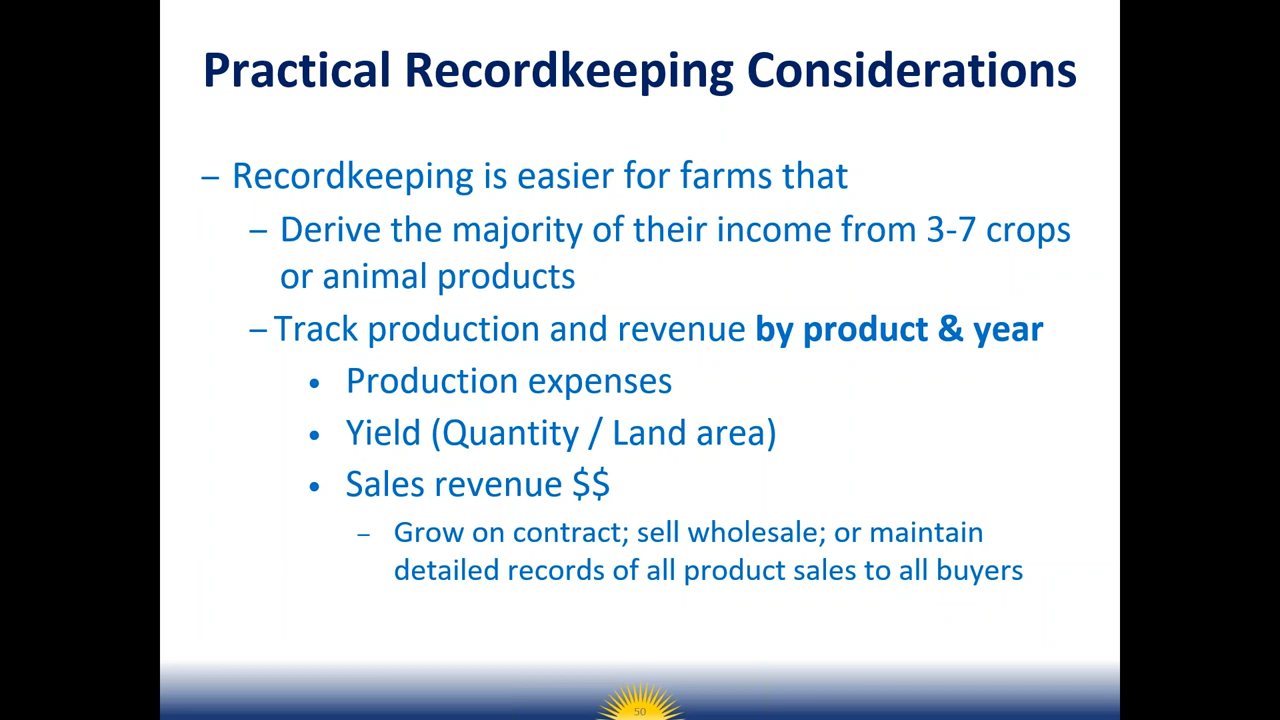 Practical Recordkeeping Considerations
– Recordkeeping is easier for farms that
– Derive the majority of their income from 3-7 crops
or animal products
– Track production and revenue by product & year
• Production expenses
• Yield (Quantity / Land area)
• Sales revenue $$
– Grow on contract; sell wholesale; or maintain
detailed records of all product sales to all buyers
50